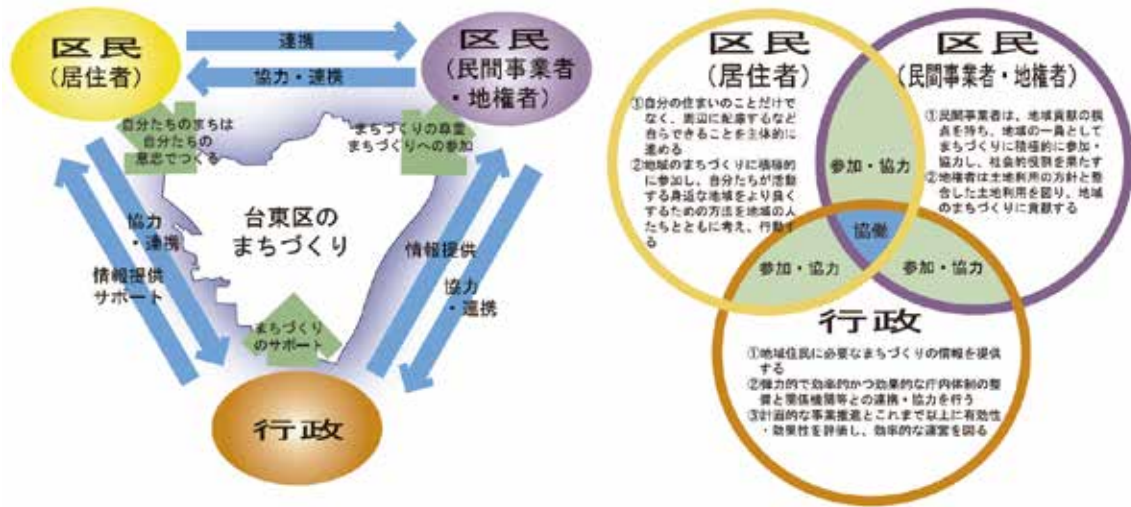 区民
(居住者)
連携
協力・連携
区民
(民間事業者
・地権者)
自分たちのまちは
自分たちの
意志でつくる
まちづくりの尊重
まちづくりへの参加
台東区の
まちづくり
協力
・連携
情報提供
サポート
情報提供
協力
・連携
まちづくり
のサポート
行政
区民
(居住者)
①自分の住まいのことだけで
なく、周辺に配慮するなど
自らできることを主体的に
進める
②地域のまちづくりに積極的
に参加し、自分たちが活動
する身近な地域をより良く
するための方法を地域の人
たちとともに考え、行動す
る
区民
(民間事業者・地権者)
①民間事業者は、地域貢献の視
点を持ち、地域の一員として
まちづくりに積極的に参加・
協力し、社会的役割を果たす
②地権者は土地利用の方針と整
合した土地利用を図り、地域
のまちづくりに貢献する
参加・協力
協働
参加・協力
参加・協力
行政
①地域住民に必要なまちづくりの情報を提供
する
②弾力的で効率的かつ効果的な庁内体制の整
備と関係機関等との連携・協力を行う
③計画的な事業推進とこれまで以上に有効性
・効果性を評価し、効率的な運営を図る